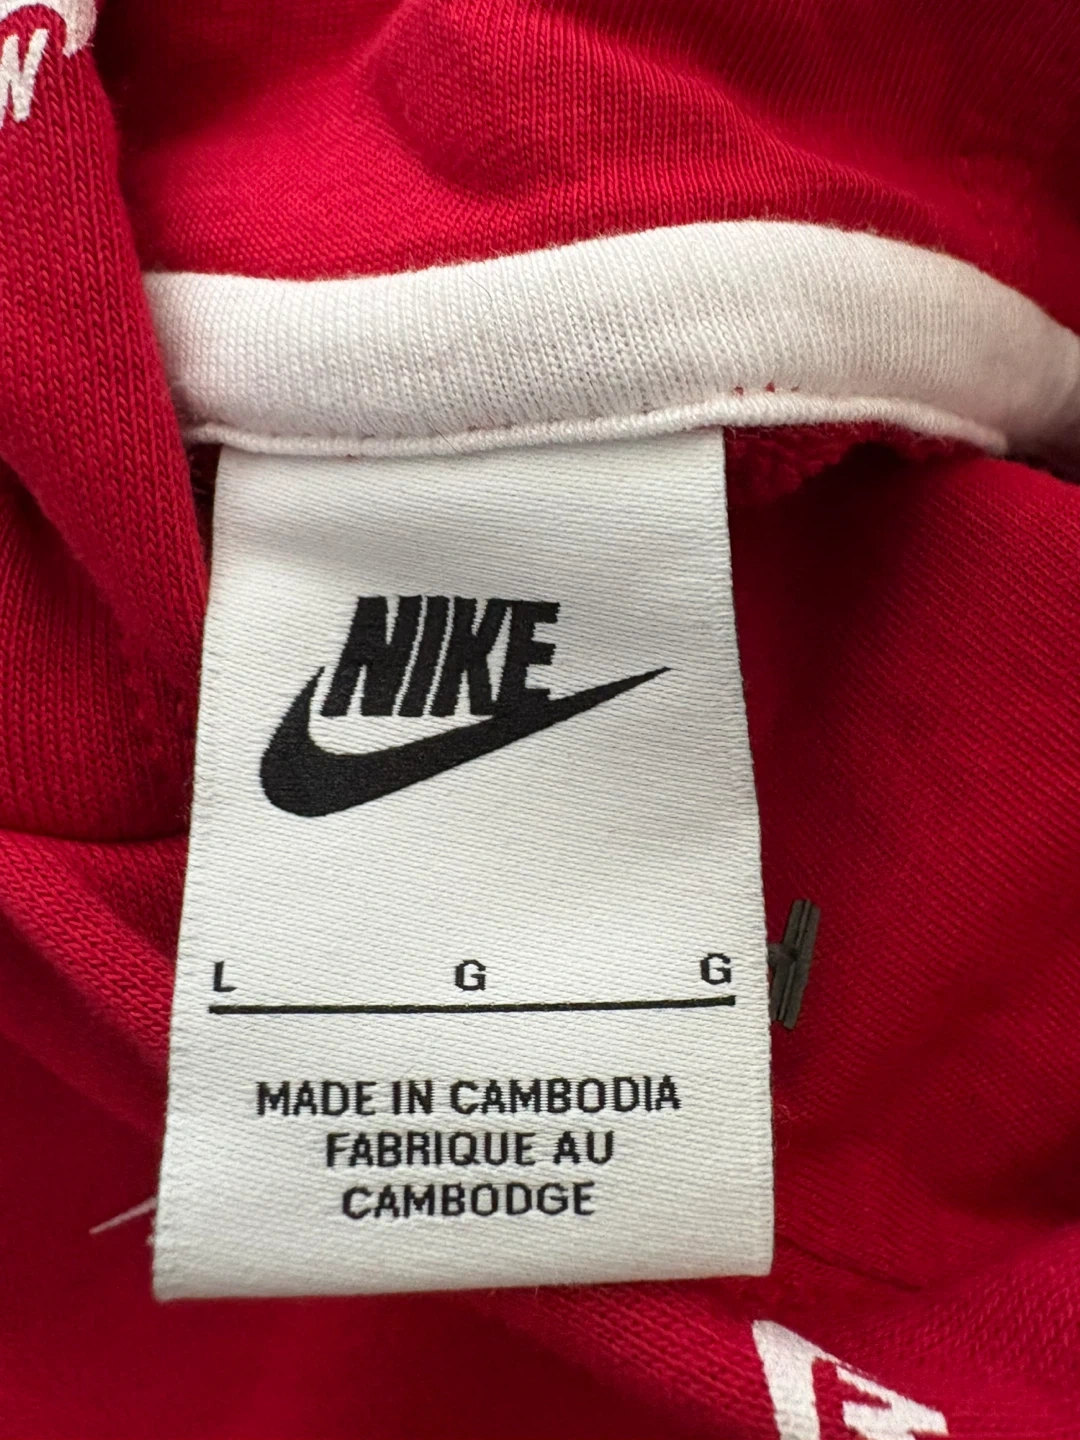 NIKE
L G G
MADE IN CAMBODIA
FABRIQUE AU
CAMBODGE